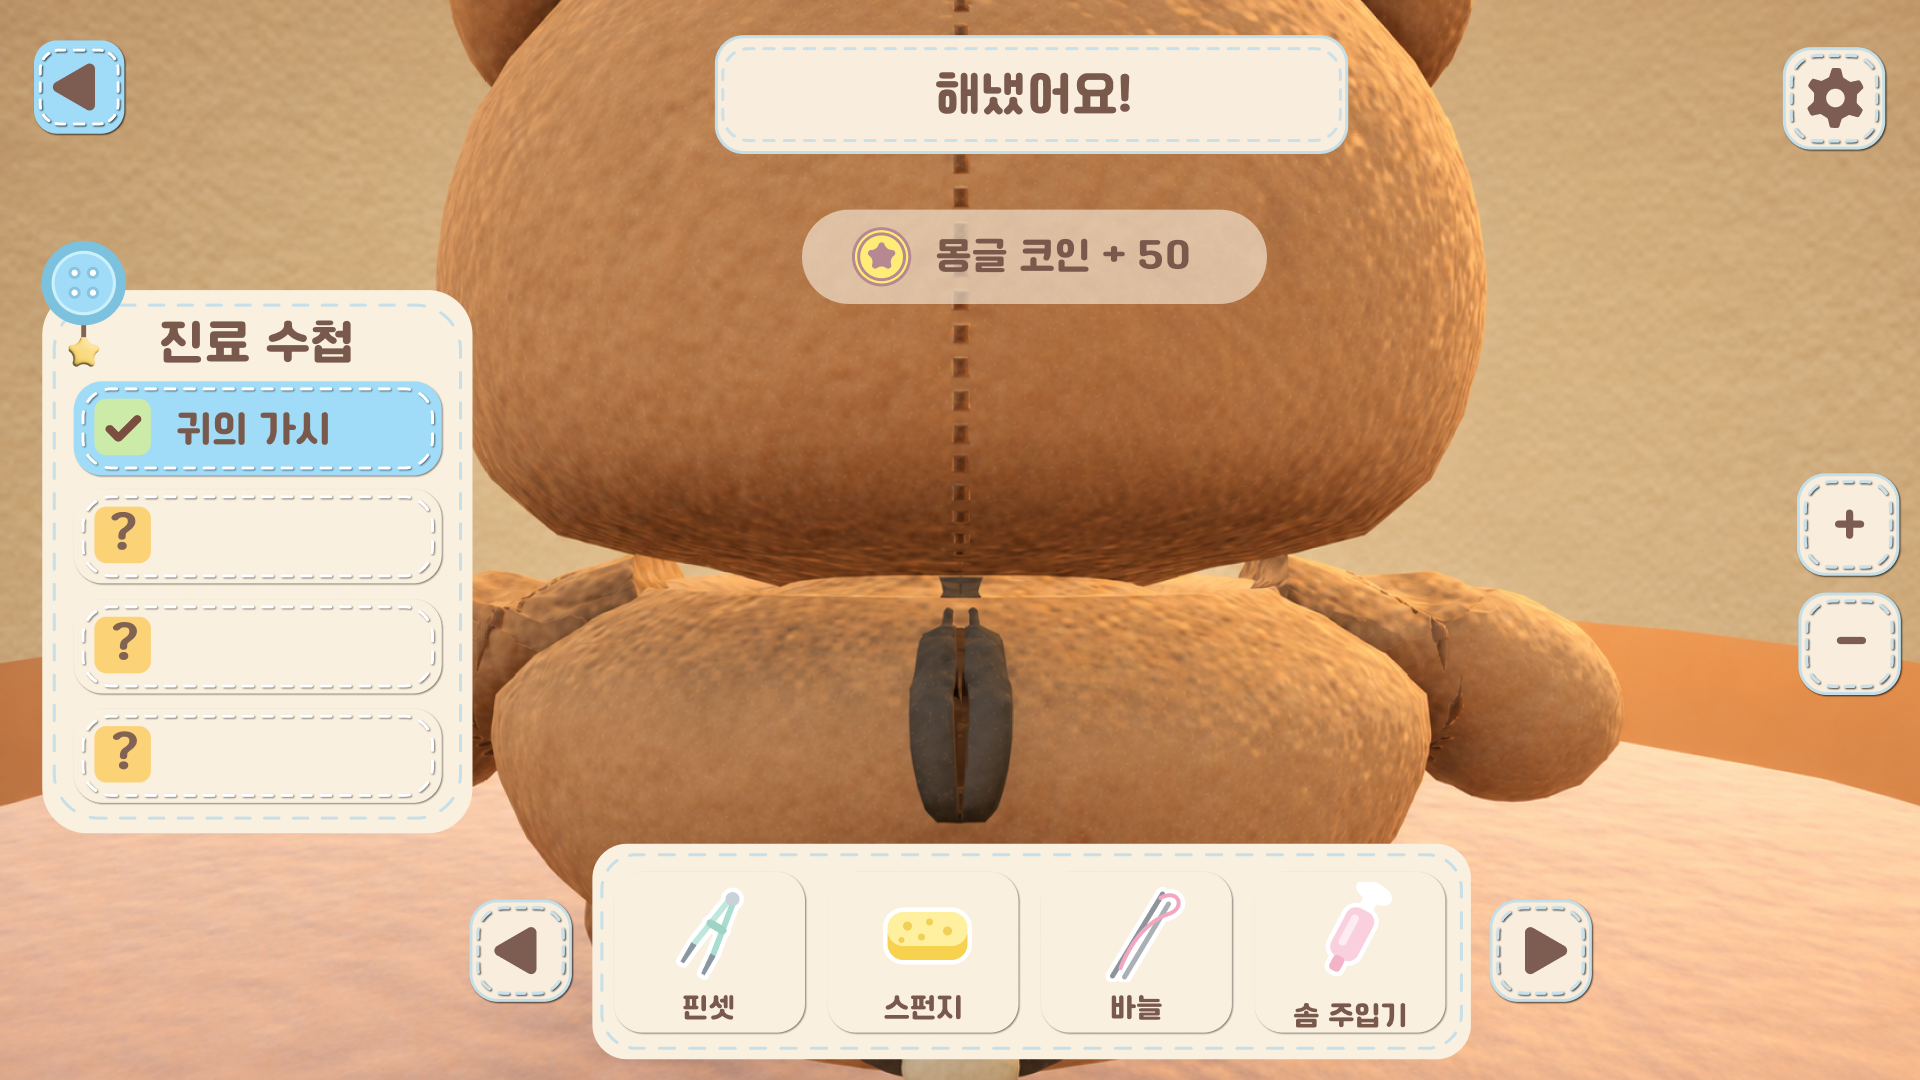 해냈어요!
몽글 코인 + 50
진료 수첩
귀의 가시
?
?
?
+
−
핀셋
스펀지
바늘
솜 주입기